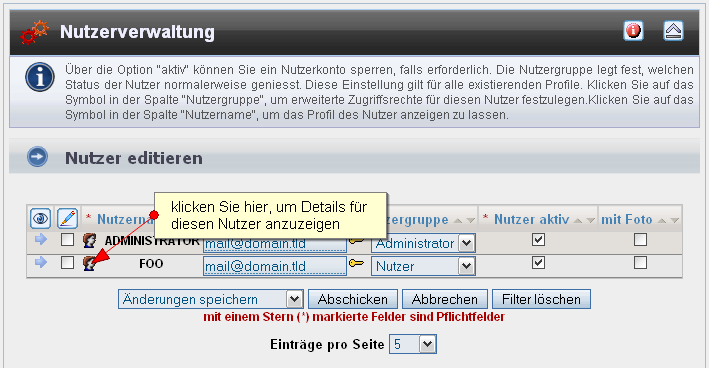 Nutzerverwaltung
Über die Option "aktiv" können Sie ein Nutzerkonto sperren, falls erforderlich. Die Nutzergruppe legt fest, welchen
Status der Nutzer normalerweise geniesst. Diese Einstellung gilt für alle existierenden Profile. Klicken Sie auf das
Symbol in der Spalte "Nutzergruppe", um erweiterte Zugriffsrechte für diesen Nutzer festzulegen.Klicken Sie auf das
Symbol in der Spalte "Nutzername", um das Profil des Nutzer anzeigen zu lassen.
Nutzer editieren
klicken Sie hier, um Details für
diesen Nutzer anzuzeigen
* Nutzerna zergruppe * Nutzer aktiv mit Foto
ADMINISTRATOR mail@domain.tld Administrator
FOO mail@domain.tld Nutzer
Änderungen speichern Abschicken Abbrechen Filter löschen
mit einem Stern (*) markierte Felder sind Pflichtfelder
Einträge pro Seite 5